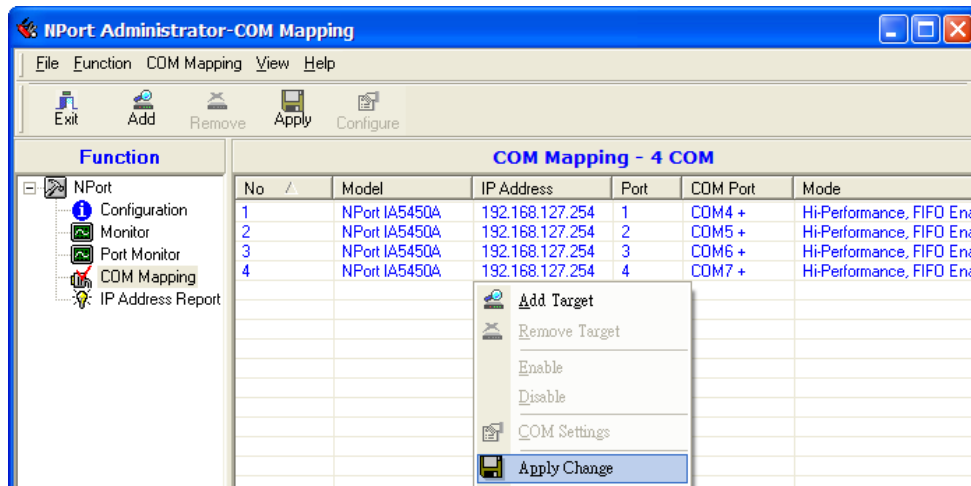 NPort Administrator-COM Mapping
File Function COM Mapping View Help
Exit Add Remove Apply Configure
Function
COM Mapping - 4 COM
NPort
Configuration
Monitor
Port Monitor
COM Mapping
IP Address Report
No Model IP Address Port COM Port Mode
1 NPort IA5450A 192.168.127.254 1 COM4 + Hi-Performance, FIFO Ena
2 NPort IA5450A 192.168.127.254 2 COM5 + Hi-Performance, FIFO Ena
3 NPort IA5450A 192.168.127.254 3 COM6 + Hi-Performance, FIFO Ena
4 NPort IA5450A 192.168.127.254 4 COM7 + Hi-Performance, FIFO Ena
Add Target
Remove Target
Enable
Disable
COM Settings
Apply Change